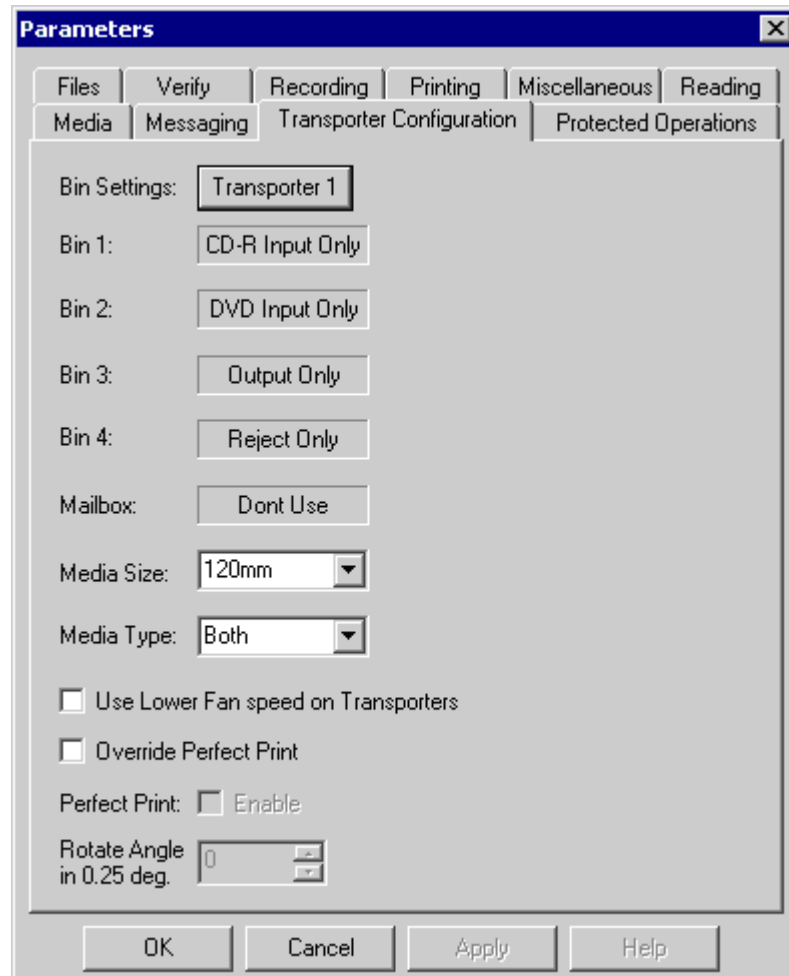 Parameters
Files Verify Recording Printing Miscellaneous Reading
Media Messaging Transporter Configuration Protected Operations
Bin Settings: Transporter 1
Bin 1: CD-R Input Only
Bin 2: DVD Input Only
Bin 3: Output Only
Bin 4: Reject Only
Mailbox: Dont Use
Media Size: 120mm
Media Type: Both
Use Lower Fan speed on Transporters
Override Perfect Print
Perfect Print: Enable
Rotate Angle
in 0.25 deg. 0
OK Cancel Apply Help